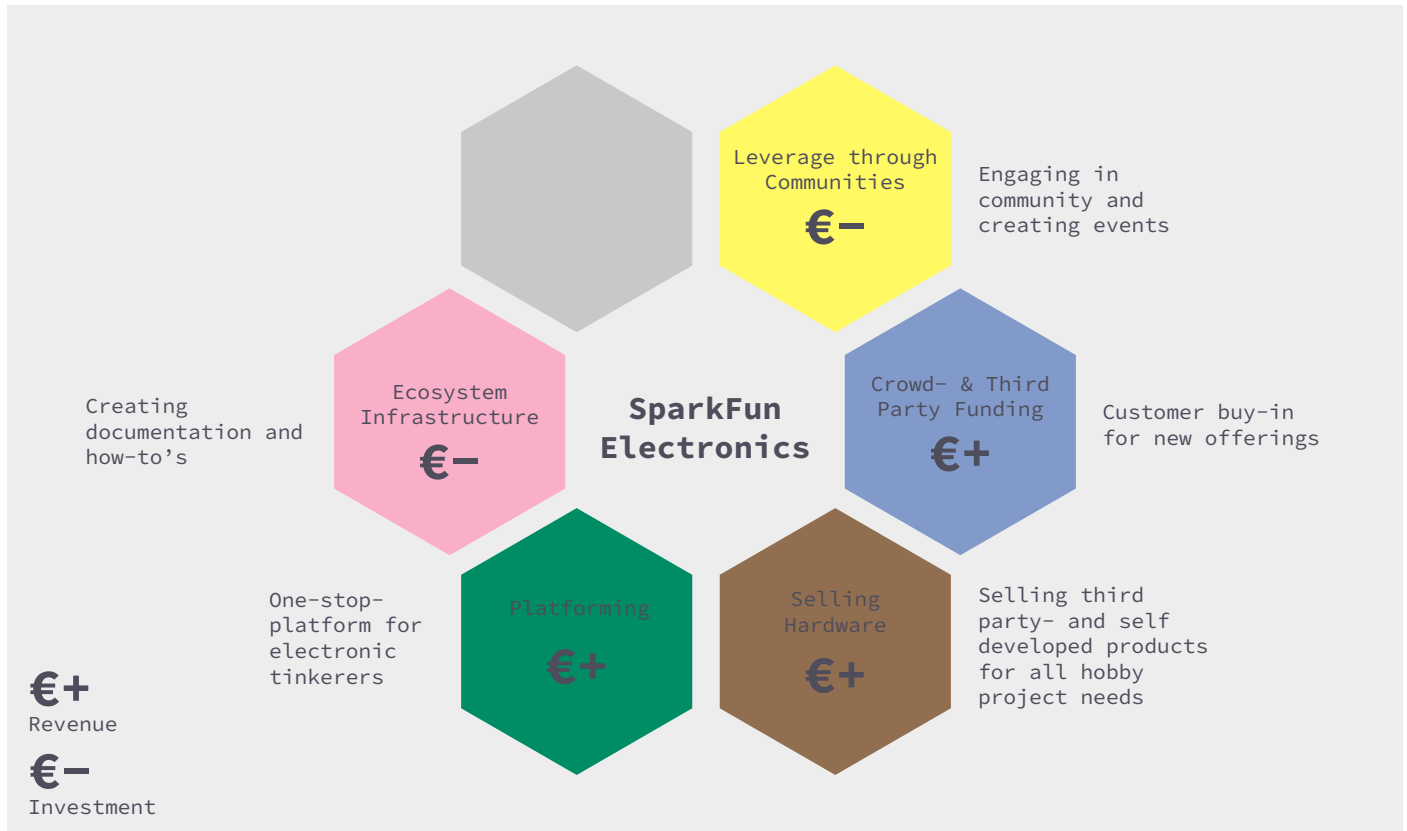 Leverage through
Communities
€−
Engaging in
community and
creating events
Ecosystem
Infrastructure
€−
Creating
documentation and
how-to’s
SparkFun
Electronics
Crowd- & Third
Party Funding
€+
Customer buy-in
for new offerings
Platforming
€+
One-stop-
platform for
electronic
tinkerers
Selling
Hardware
€+
Selling third
party- and self
developed products
for all hobby
project needs
€+
Revenue
€−
Investment